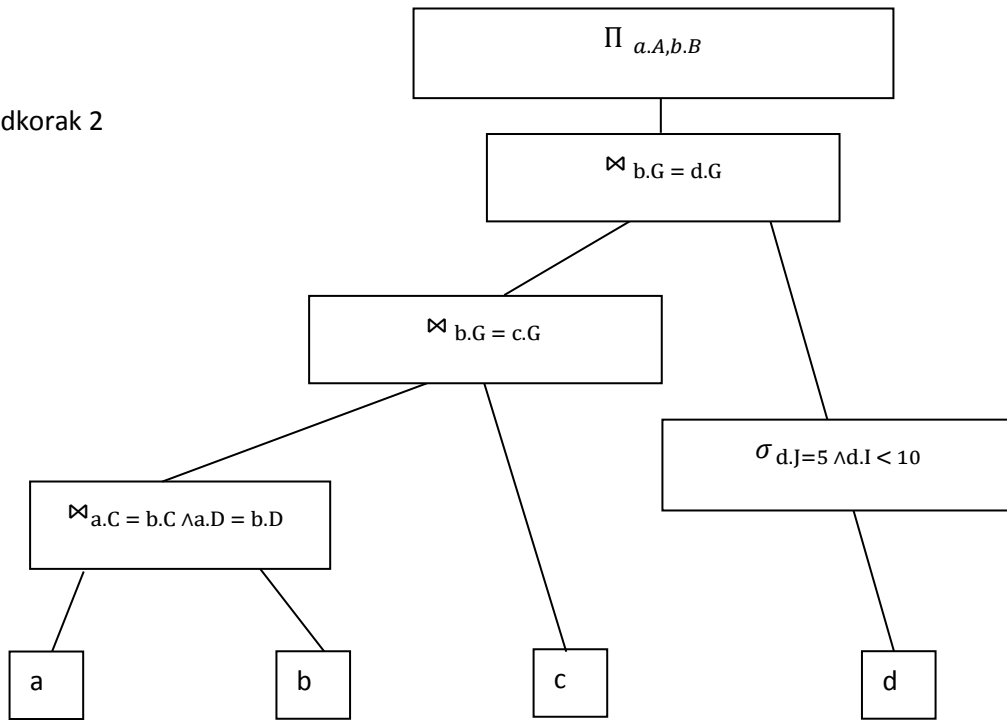 Π a.A,b.B
dkorak 2
⋈ b.G = d.G
⋈ b.G = c.G
σ d.J=5 ∧d.I < 10
⋈a.C = b.C ∧a.D = b.D
a
b
c
d